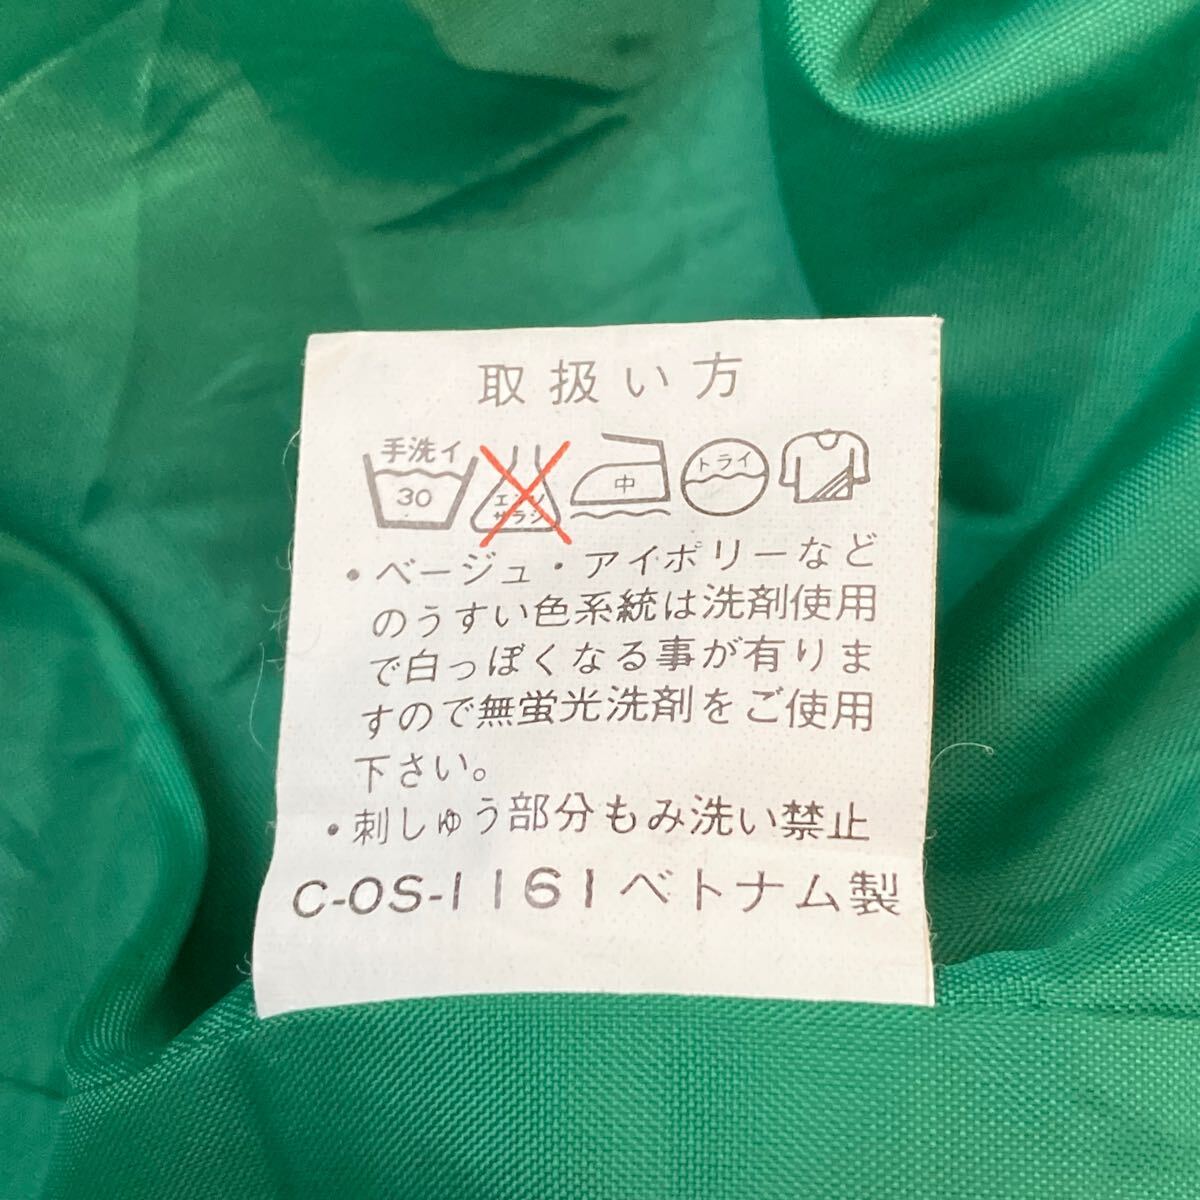 取扱い方
手洗イ
30
エンソ
サラシ
中
ドライ
・ベージュ・アイボリーなど
のうすい色系統は洗剤使用
で白っぽくなる事が有りま
すので無蛍光洗剤をご使用
下さい。
・刺しゅう部分もみ洗い禁止
C-OS-1161ベトナム製